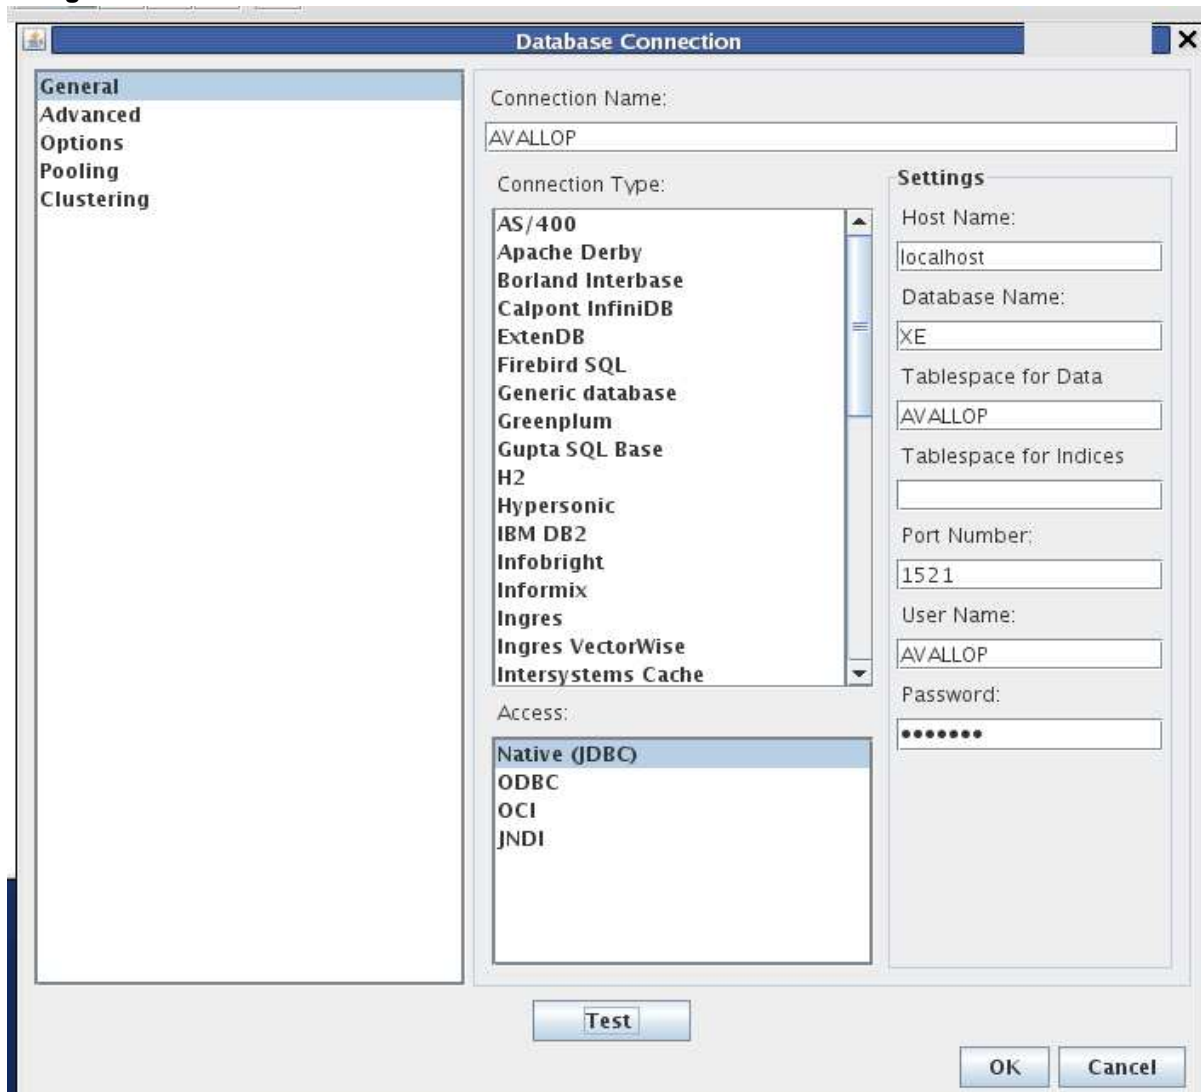 Database Connection
General
Advanced
Options
Pooling
Clustering
Connection Name:
AVALLOP
Connection Type:
AS/400
Apache Derby
Borland Interbase
Calpont InfiniDB
ExtenDB
Firebird SQL
Generic database
Greenplum
Gupta SQL Base
H2
Hypersonic
IBM DB2
Infobright
Informix
Ingres
Ingres VectorWise
Intersystems Cache
Access:
Native (JDBC)
ODBC
OCI
JNDI
Settings
Host Name:
localhost
Database Name:
XE
Tablespace for Data
AVALLOP
Tablespace for Indices
Port Number:
1521
User Name:
AVALLOP
Password:
•••••••
Test
OK
Cancel